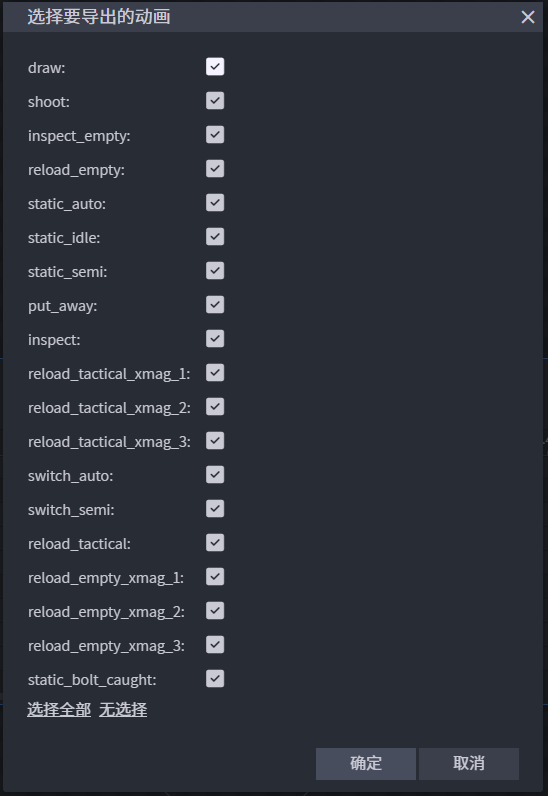 选择要导出的动画
draw:
shoot:
inspect_empty:
reload_empty:
static_auto:
static_idle:
static_semi:
put_away:
inspect:
reload_tactical_xmag_1:
reload_tactical_xmag_2:
reload_tactical_xmag_3:
switch_auto:
switch_semi:
reload_tactical:
reload_empty_xmag_1:
reload_empty_xmag_2:
reload_empty_xmag_3:
static_bolt_caught:
选择全部 无选择
确定 取消